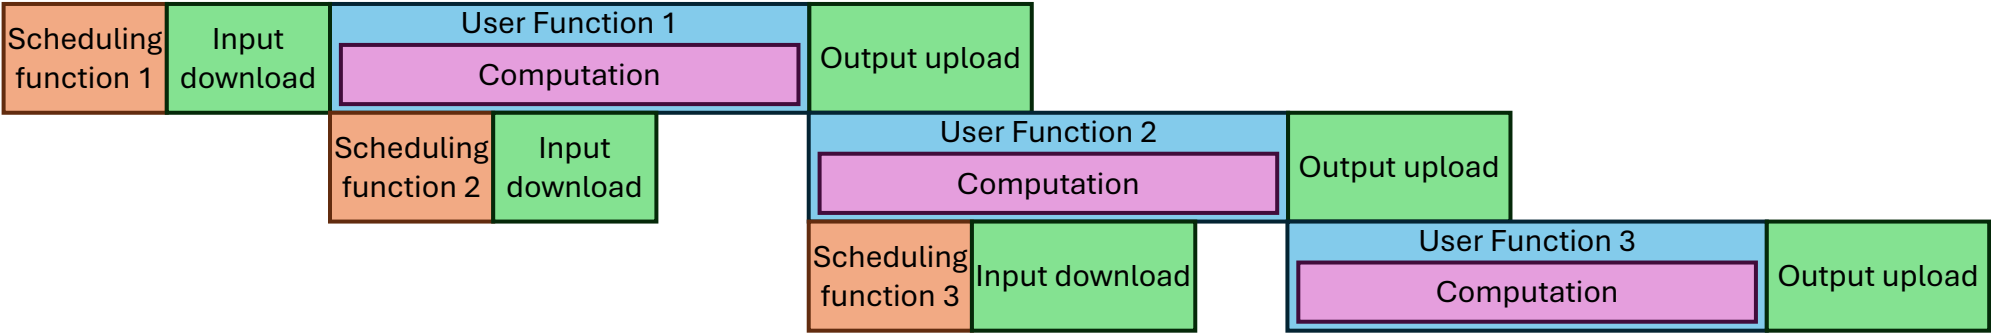 Scheduling
function 1
Input
download
User Function 1
Computation
Output upload
Scheduling
function 2
Input
download
User Function 2
Computation
Output upload
Scheduling
function 3
Input download
User Function 3
Computation
Output upload